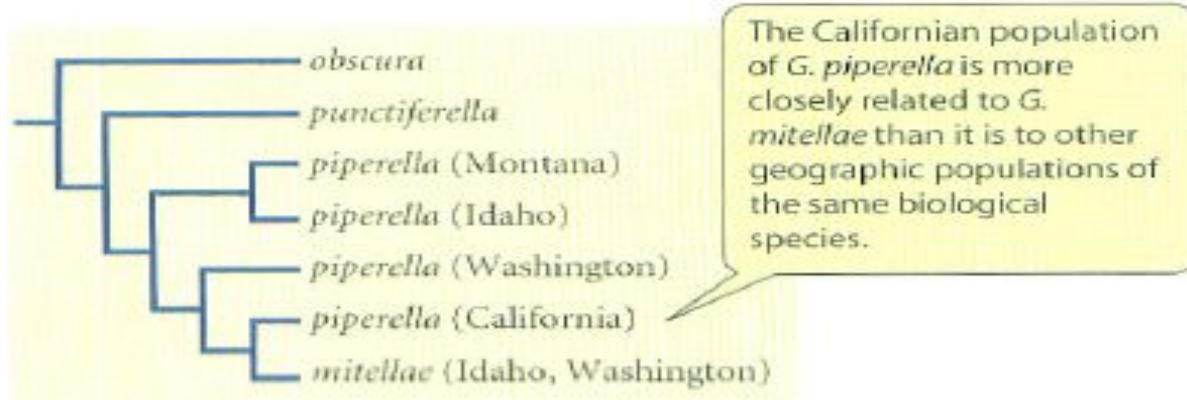 obscura
punctiferella
piperella (Montana)
piperella (Idaho)
piperella (Washington)
piperella (California)
mitellae (Idaho, Washington)
The Californian population
of G. piperella is more
closely related to G.
mitellae than it is to other
geographic populations of
the same biological
species.